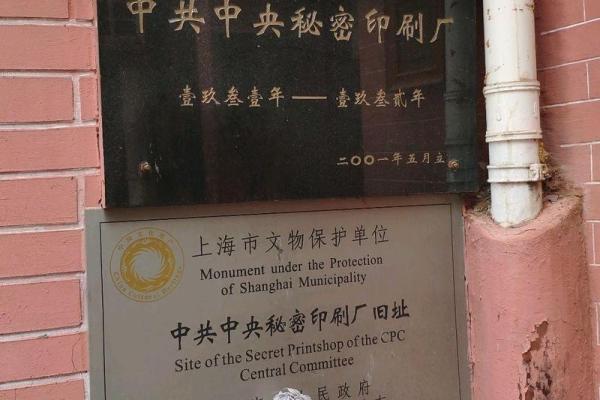 中共中央秘密印刷厂
壹玖叁壹年——壹玖叁贰年
二〇〇一年五月立
上海市文物保护单位
Monument under the Protection
of Shanghai Municipality
中共中央秘密印刷厂旧址
Site of the Secret Printshop of the CPC
Central Committee
民政府